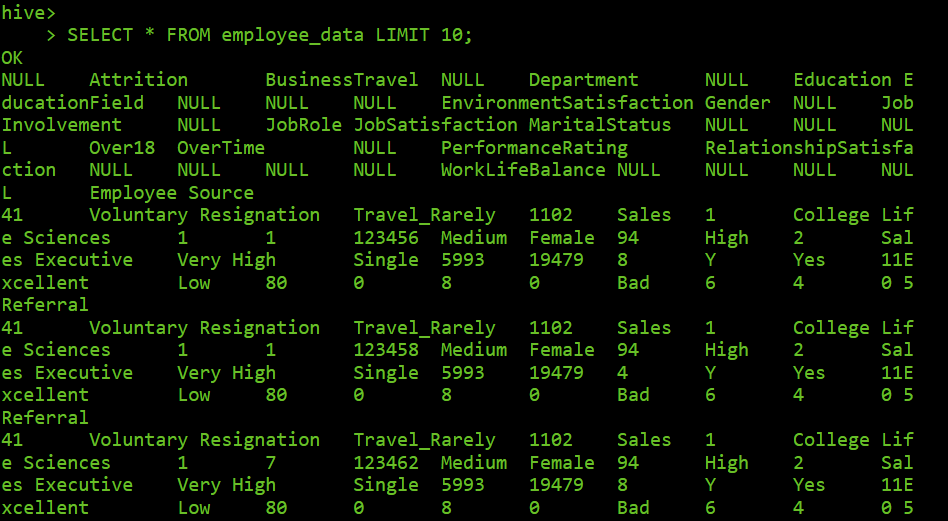 hive>
    > SELECT * FROM employee_data LIMIT 10;
OK
NULL    Attrition       BusinessTravel  NULL    Department      NULL    Education E
ducationField   NULL    NULL    NULL    EnvironmentSatisfaction Gender  NULL    Job
Involvement     NULL    JobRole JobSatisfaction MaritalStatus   NULL    NULL    NUL
L       Over18  OverTime        NULL    PerformanceRating       RelationshipSatisfa
ction   NULL    NULL    NULL    NULL    WorkLifeBalance NULL    NULL    NULL    NUL
L       Employee Source
41      Voluntary Resignation   Travel_Rarely   1102    Sales   1       College Lif
e Sciences      1       1       123456  Medium  Female  94      High    2       Sal
es Executive    Very High       Single  5993    19479   8       Y       Yes     11E
xcellent        Low     80      0       8       0       Bad     6       4       0 5
Referral
41      Voluntary Resignation   Travel_Rarely   1102    Sales   1       College Lif
e Sciences      1       1       123458  Medium  Female  94      High    2       Sal
es Executive    Very High       Single  5993    19479   4       Y       Yes     11E
xcellent        Low     80      0       8       0       Bad     6       4       0 5
Referral
41      Voluntary Resignation   Travel_Rarely   1102    Sales   1       College Lif
e Sciences      1       7       123462  Medium  Female  94      High    2       Sal
es Executive    Very High       Single  5993    19479   8       Y       Yes     11E
xcellent        Low     80      0       8       0       Bad     6       4       0 5